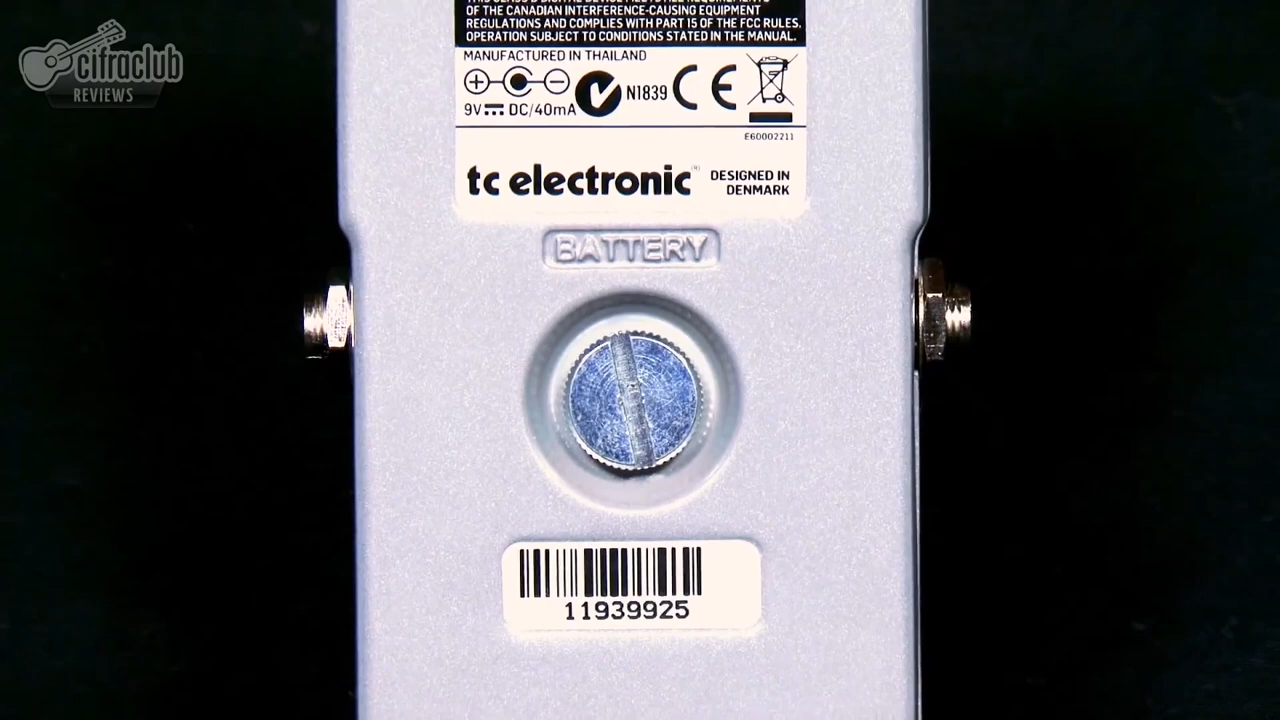 cifraclub
REVIEWS
OF THE CANADIAN INTERFERENCE-CAUSING EQUIPMENT
REGULATIONS AND COMPLIES WITH PART 15 OF THE FCC RULES.
OPERATION SUBJECT TO CONDITIONS STATED IN THE MANUAL.
MANUFACTURED IN THAILAND
N1839 CE
9V DC/40mA
E60002211
tc electronic DESIGNED IN
DENMARK
BATTERY
11939925